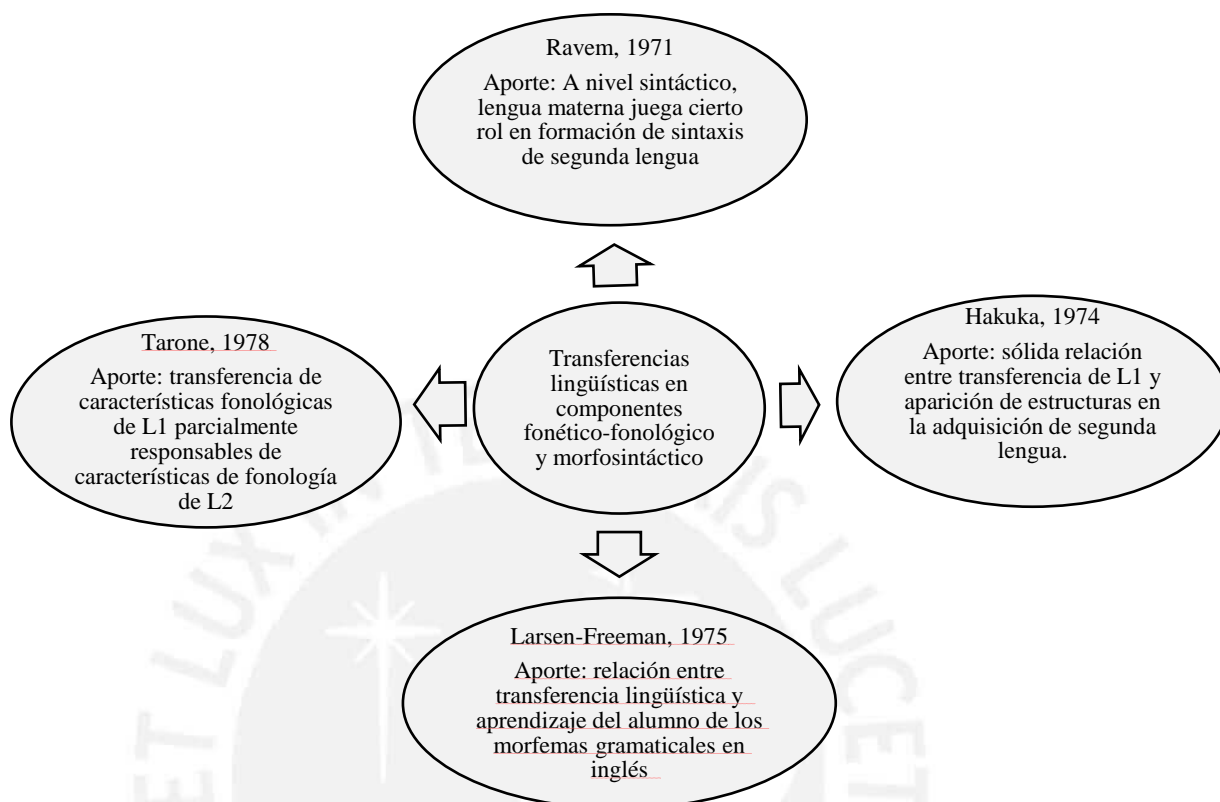 Ravem, 1971
Aporte: A nivel sintáctico,
lengua materna juega cierto
rol en formación de sintaxis
de segunda lengua
Tarone, 1978
Aporte: transferencia de
características fonológicas
de L1 parcialmente
responsables de
características de fonología
de L2
Transferencias
lingüísticas en
componentes
fonético-fonológico
y morfosintáctico
Hakuka, 1974
Aporte: sólida relación
entre transferencia de L1 y
aparición de estructuras en
la adquisición de segunda
lengua.
Larsen-Freeman, 1975
Aporte: relación entre
transferencia lingüística y
aprendizaje del alumno de los
morfemas gramaticales en
inglés
ET LUX IN LUCET